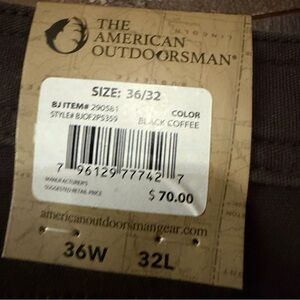 THE
AMERICAN
OUTDOORSMAN®
SIZE: 36/32
BJ ITEM# 290561
COLOR
STYLE# BJOF2PS359
BLACK COFFEE
7 96129 77742 7
MANUFACTURER'S
SUGGESTED RETAIL PRICE
$ 70.00
americanoutdoorsmangear.com
36W 32L